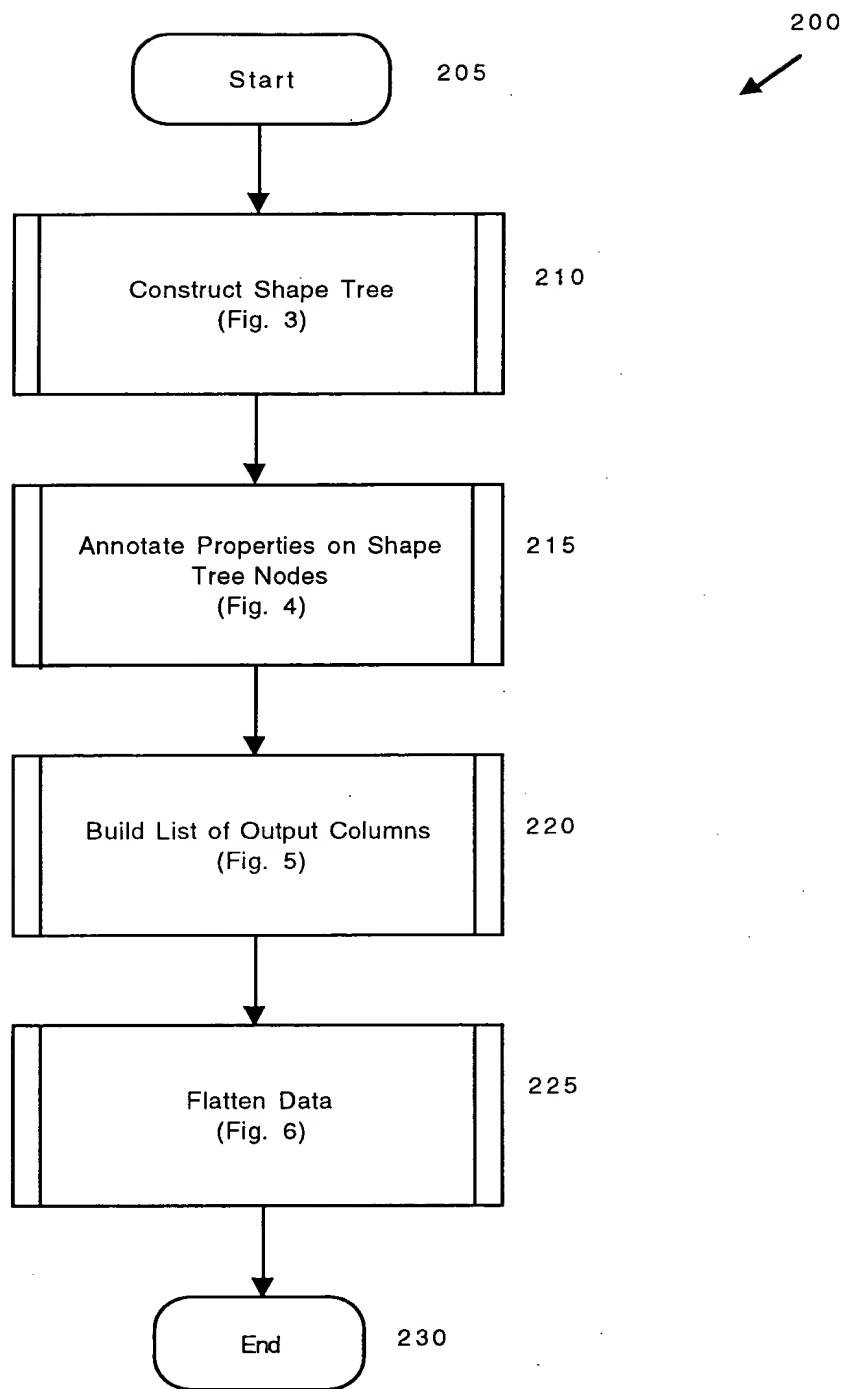 200
Start
205
Construct Shape Tree
(Fig. 3)
210
Annotate Properties on Shape
Tree Nodes
(Fig. 4)
215
Build List of Output Columns
(Fig. 5)
220
Flatten Data
(Fig. 6)
225
End
230